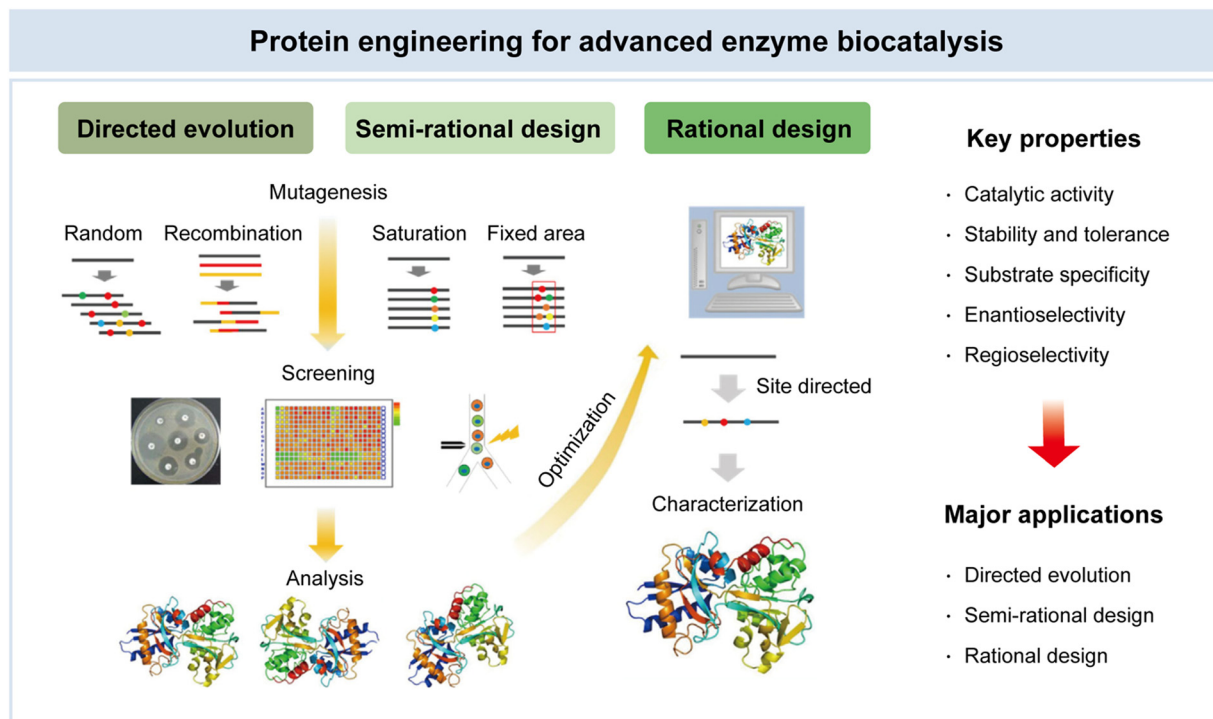 Protein engineering for advanced enzyme biocatalysis
Directed evolution
Semi-rational design
Rational design
Mutagenesis
Random
Recombination
Saturation
Fixed area
Screening
Analysis
Optimization
Site directed
Characterization
Key properties
· Catalytic activity
· Stability and tolerance
· Substrate specificity
· Enantioselectivity
· Regioselectivity
Major applications
· Directed evolution
· Semi-rational design
· Rational design